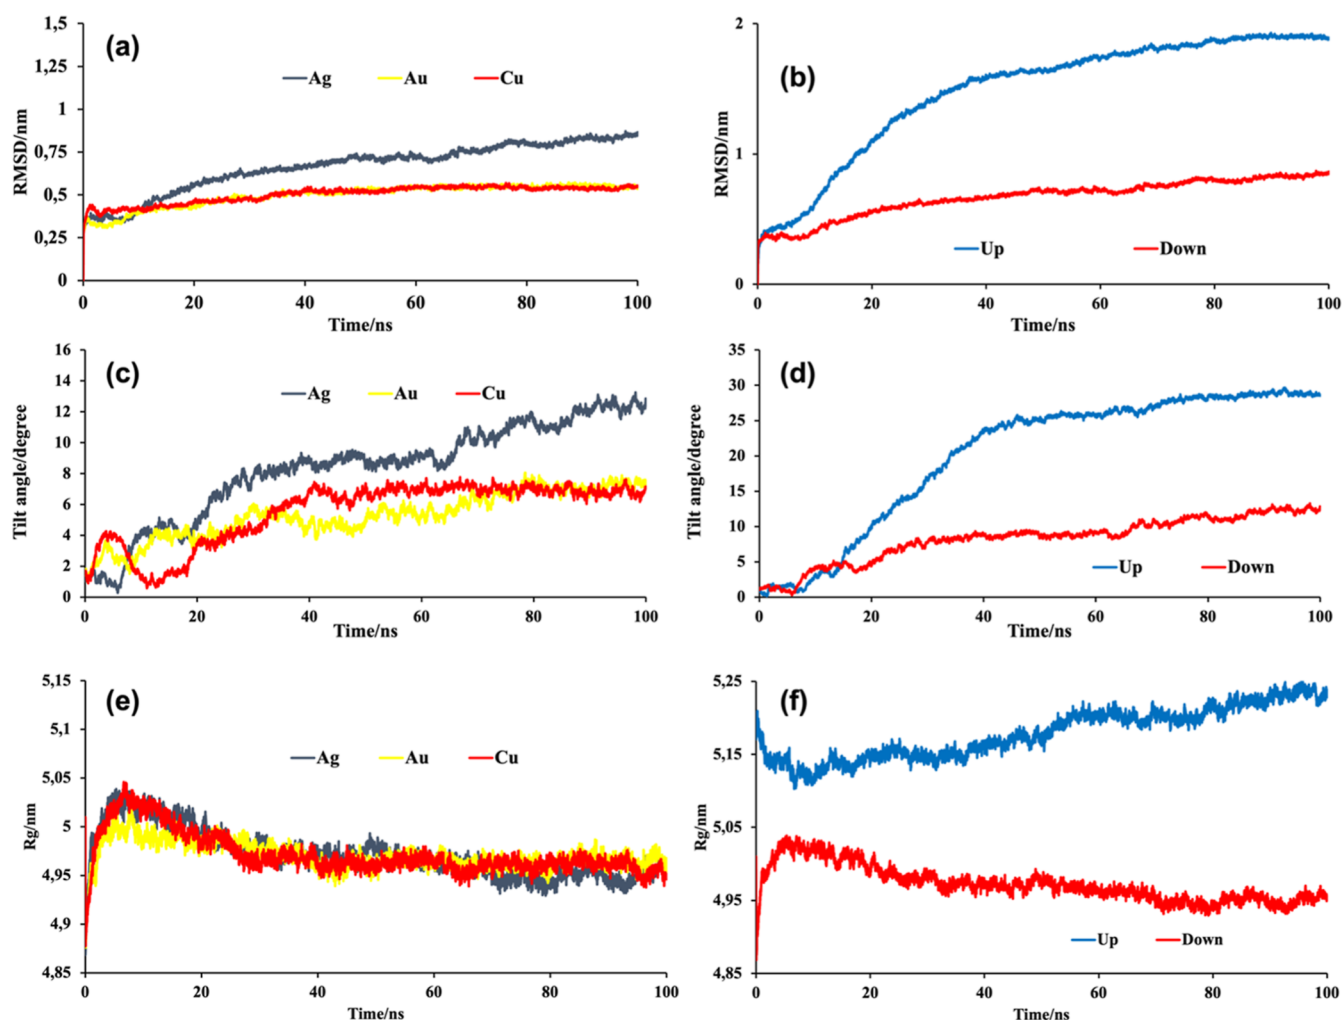 (a)
RMSD/nm
1,5
1,25
1
0,75
0,5
0,25
0
Ag Au Cu
0 20 40 60 80 100
Time/ns
(b)
RMSD/nm
2
1
0
Up Down
0 20 40 60 80 100
Time/ns
(c)
Tilt angle/degree
16
14
12
10
8
6
4
2
0
Ag Au Cu
0 20 40 60 80 100
Time/ns
(d)
Tilt angle/degree
35
30
25
20
15
10
5
0
Up Down
0 20 40 60 80 100
Time/ns
(e)
Rg/nm
5,15
5,1
5,05
5
4,95
4,9
4,85
Ag Au Cu
0 20 40 60 80 100
Time/ns
(f)
Rg/nm
5,25
5,15
5,05
4,95
4,85
Up Down
0 20 40 60 80 100
Time/ns